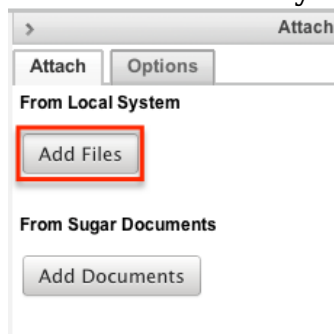 Attach
Attach Options
From Local System
Add Files
From Sugar Documents
Add Documents